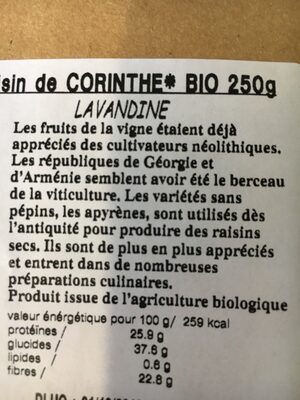 isin de CORINTHE* BIO 250g
LAVANDINE
Les fruits de la vigne étaient déjà
appréciés des cultivateurs néolithiques.
Les républiques de Géorgie et
d'Arménie semblent avoir été le berceau
de la viticulture. Les variétés sans
pépins, les apyrènes, sont utilisés dès
l'antiquité pour produire des raisins
secs. Ils sont de plus en plus appréciés
et entrent dans de nombreuses
préparations culinaires.
Produit issue de l'agriculture biologique
valeur énergétique pour 100 g/ 259 kcal
protéines / 25.9 g
glucides / 37.6 g
lipides / 0.6 g
fibres / 22.8 g